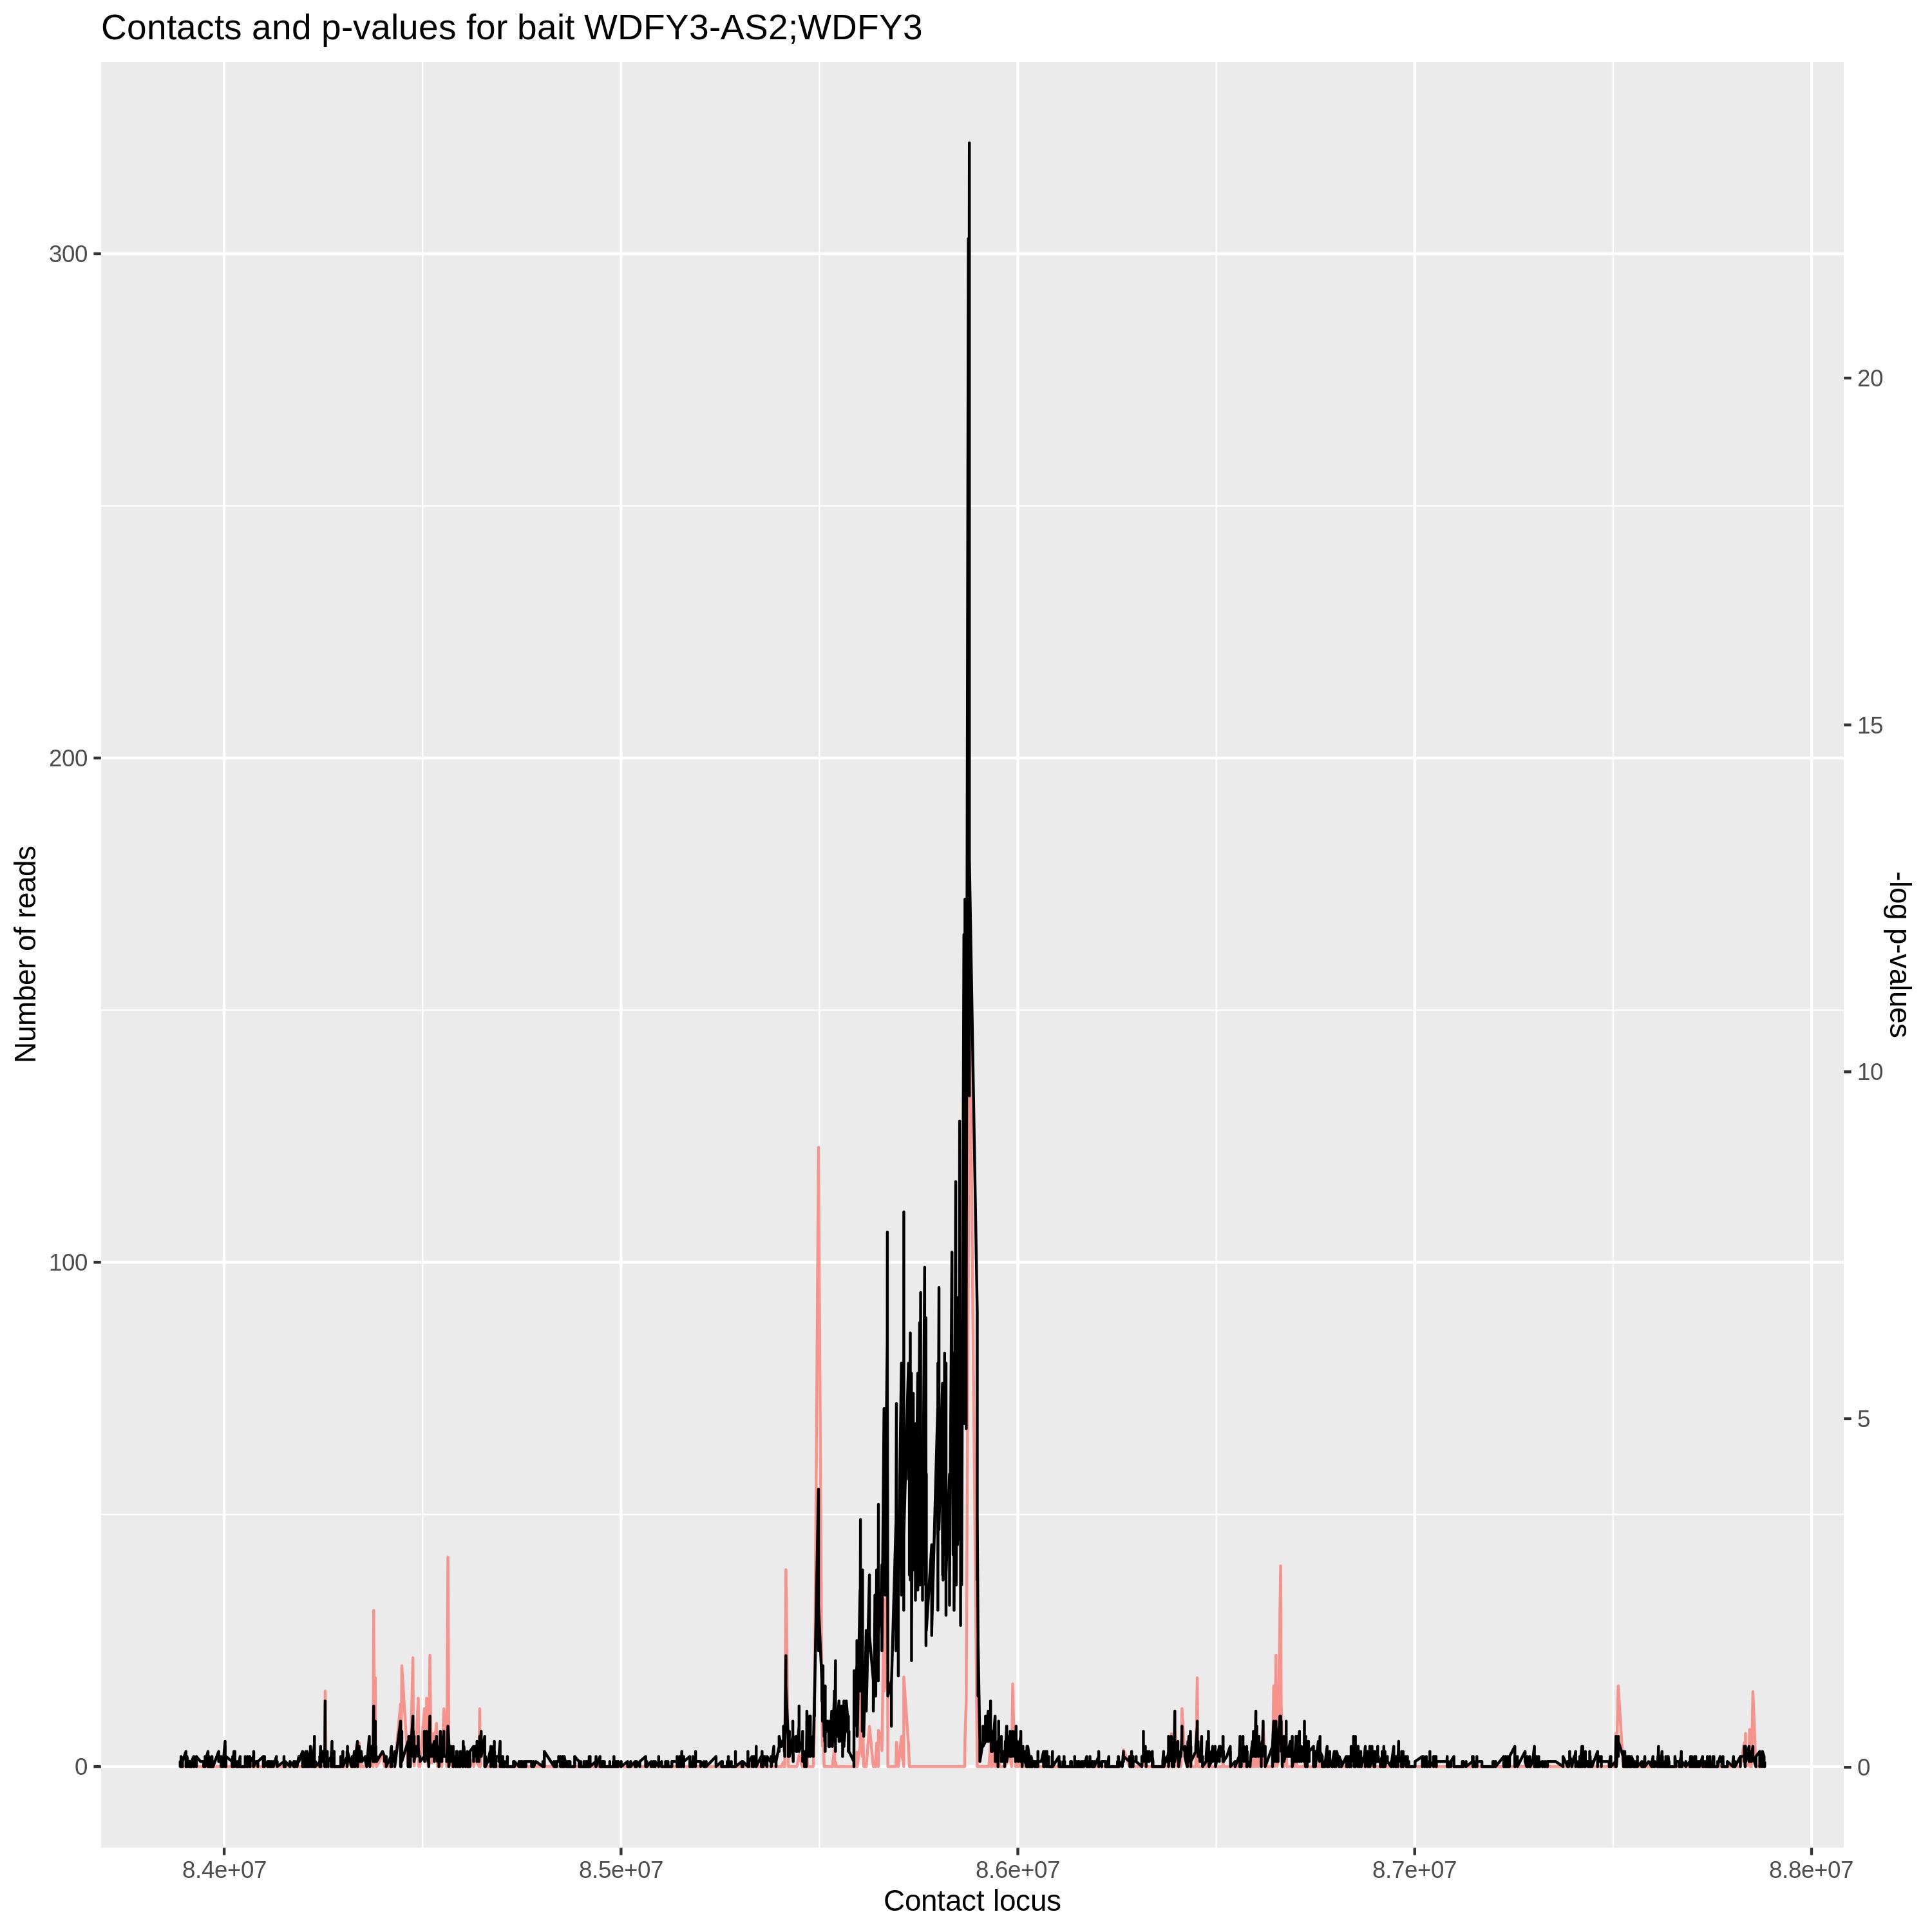 Contacts and p-values for bait WDFY3-AS2;WDFY3
300
200
100
0
Number of reads
20
15
10
5
0
-log p-values
8.4e+07 8.5e+07 8.6e+07 8.7e+07 8.8e+07
Contact locus